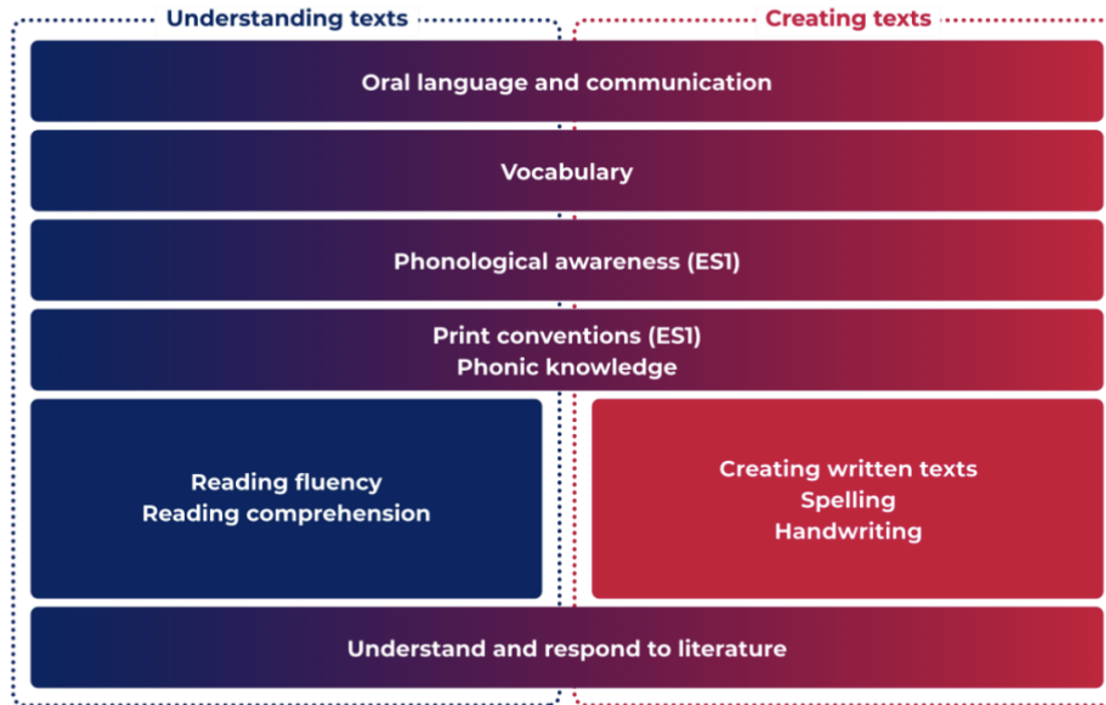 Understanding texts
Creating texts
Oral language and communication
Vocabulary
Phonological awareness (ES1)
Print conventions (ES1)
Phonic knowledge
Reading fluency
Reading comprehension
Creating written texts
Spelling
Handwriting
Understand and respond to literature